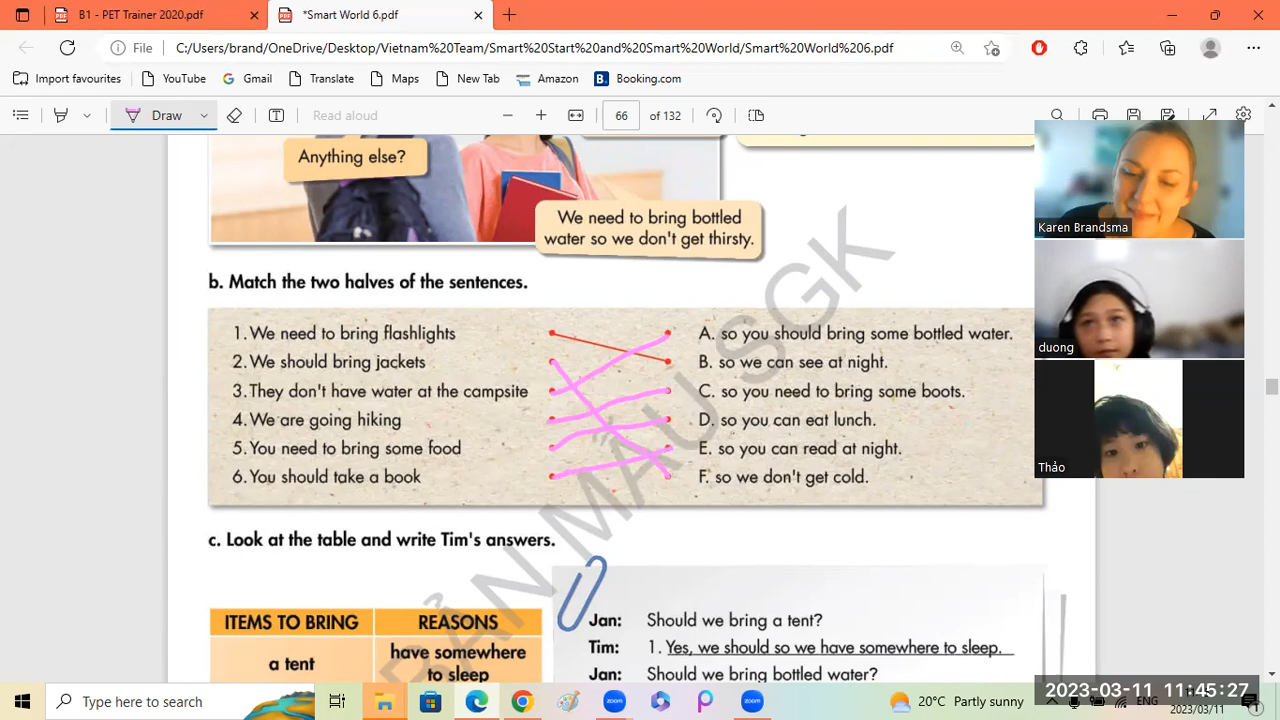 B1 - PET Trainer 2020.pdf
*Smart World 6.pdf
File
C:/Users/brand/OneDrive/Desktop/Vietnam%20Team/Smart%20Start%20and%20Smart%20World/Smart%20World%206.pdf
Import favourites
YouTube
Gmail
Translate
Maps
New Tab
Amazon
B.
Booking.com
Draw
Read aloud
66
of 132
Anything else?
We need to bring bottled
water so we don't get thirsty.
Karen Brandsma
duong
Thảo
b. Match the two halves of the sentences.
1. We need to bring flashlights
A. so you should bring some bottled water.
2. We should bring jackets
B. so we can see at night.
3. They don't have water at the campsite
C. so you need to bring some boots.
4. We are going hiking
D. so you can eat lunch.
5. You need to bring some food
E. so you can read at night.
6. You should take a book
F. so we don't get cold.
BẢN MẪU SGK
c. Look at the table and write Tim's answers.
ITEMS TO BRING
REASONS
a tent
have somewhere
to sleep
Jan: Should we bring a tent?
Tim: 1. Yes, we should so we have somewhere to sleep.
Jan: Should we bring bottled water?
Type here to search
zoom
zoom
20°C Partly sunny
ENG
2023-03-11 11:45:27
2023/03/11